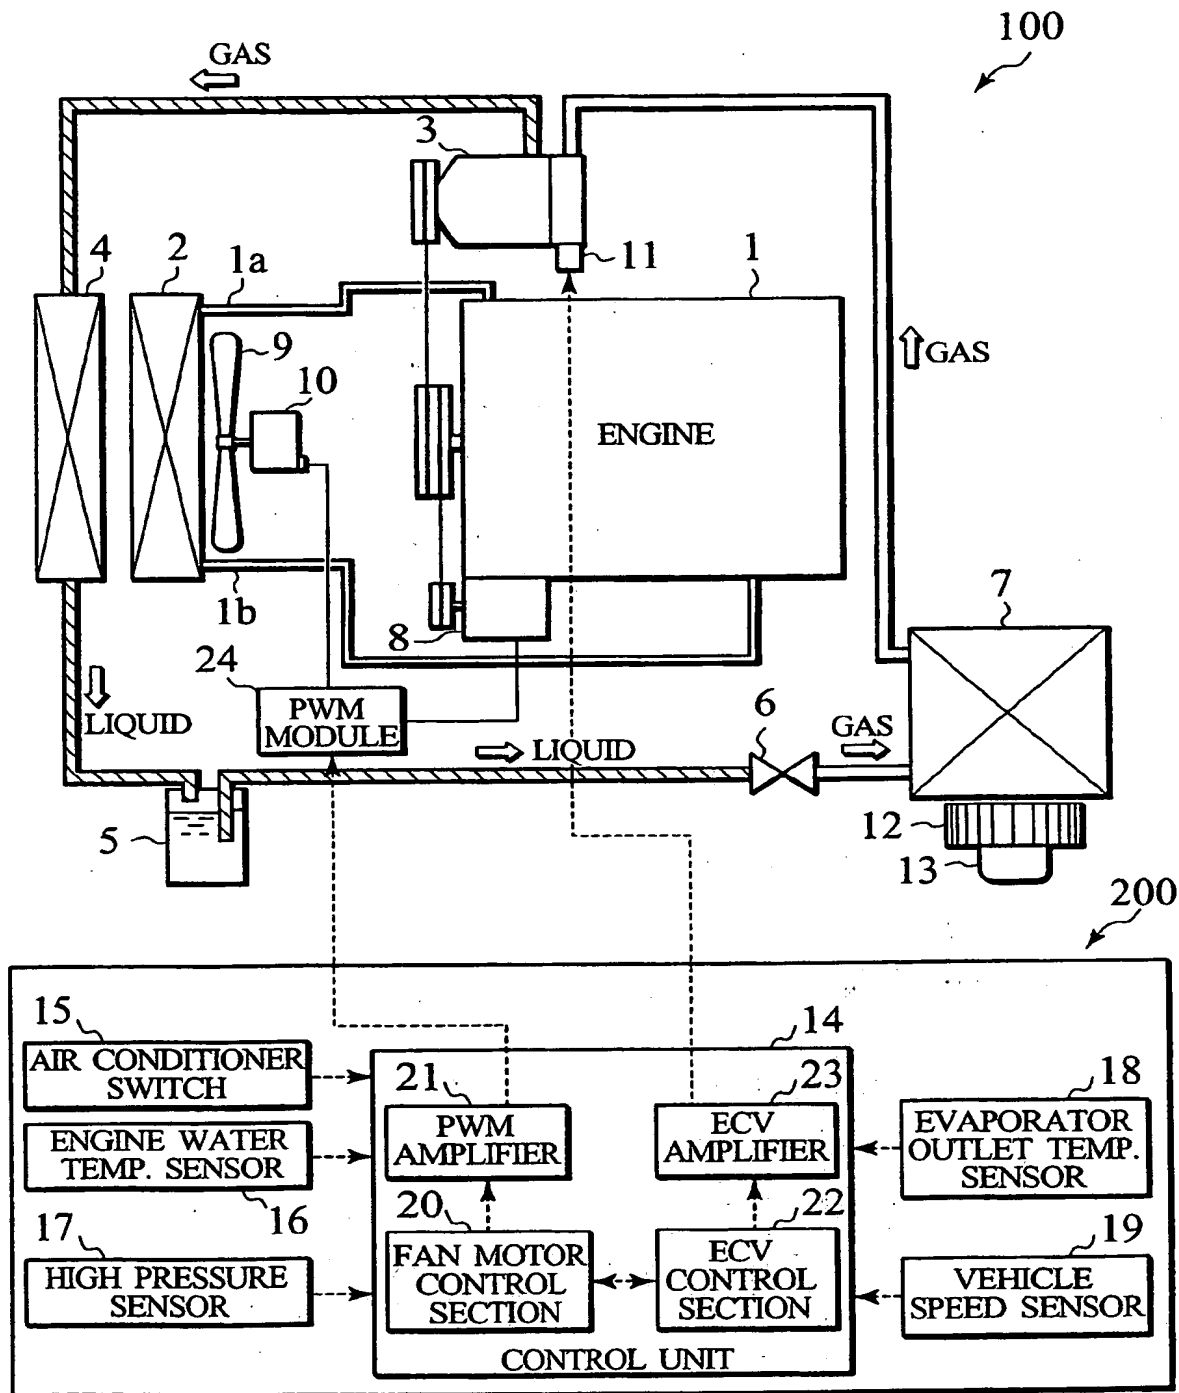 100
GAS
3
4
2
1a
11
1
9
10
GAS
ENGINE
1b
8
7
24
PWM
MODULE
LIQUID
LIQUID
6
GAS
5
12
13
200
15
AIR CONDITIONER
SWITCH
14
21
PWM
AMPLIFIER
23
ECV
AMPLIFIER
18
EVAPORATOR
OUTLET TEMP.
SENSOR
ENGINE WATER
TEMP. SENSOR
16
20
FAN MOTOR
CONTROL
SECTION
22
ECV
CONTROL
SECTION
17
HIGH PRESSURE
SENSOR
19
VEHICLE
SPEED SENSOR
CONTROL UNIT